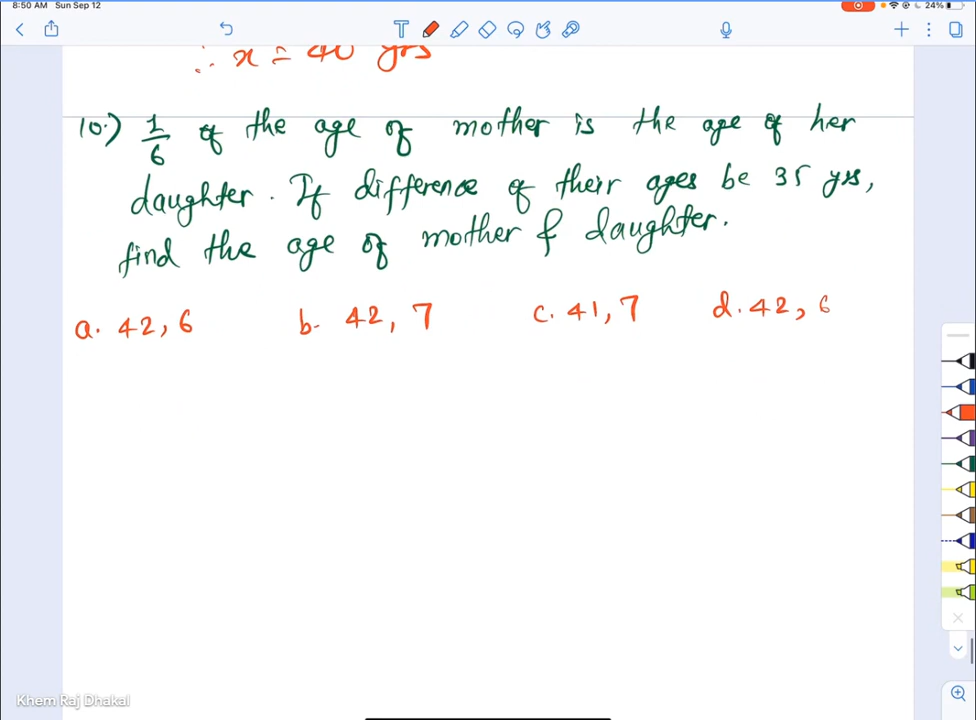 8:50 AM Sun Sep 12
24%
∴ x = 40 yrs
10.) 1/6 of the age of mother is the age of her
daughter. If difference of their ages be 35 yrs,
find the age of mother & daughter.
a. 42, 6 b. 42, 7 c. 41, 7 d. 42, 6
Khem Raj Dhakal